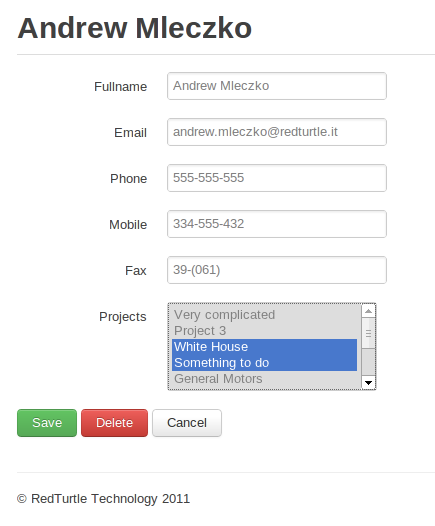 Andrew Mleczko
Fullname Andrew Mleczko
Email andrew.mleczko@redturtle.it
Phone 555-555-555
Mobile 334-555-432
Fax 39-(061)
Projects Very complicated
Project 3
White House
Something to do
General Motors
Save Delete Cancel
© RedTurtle Technology 2011